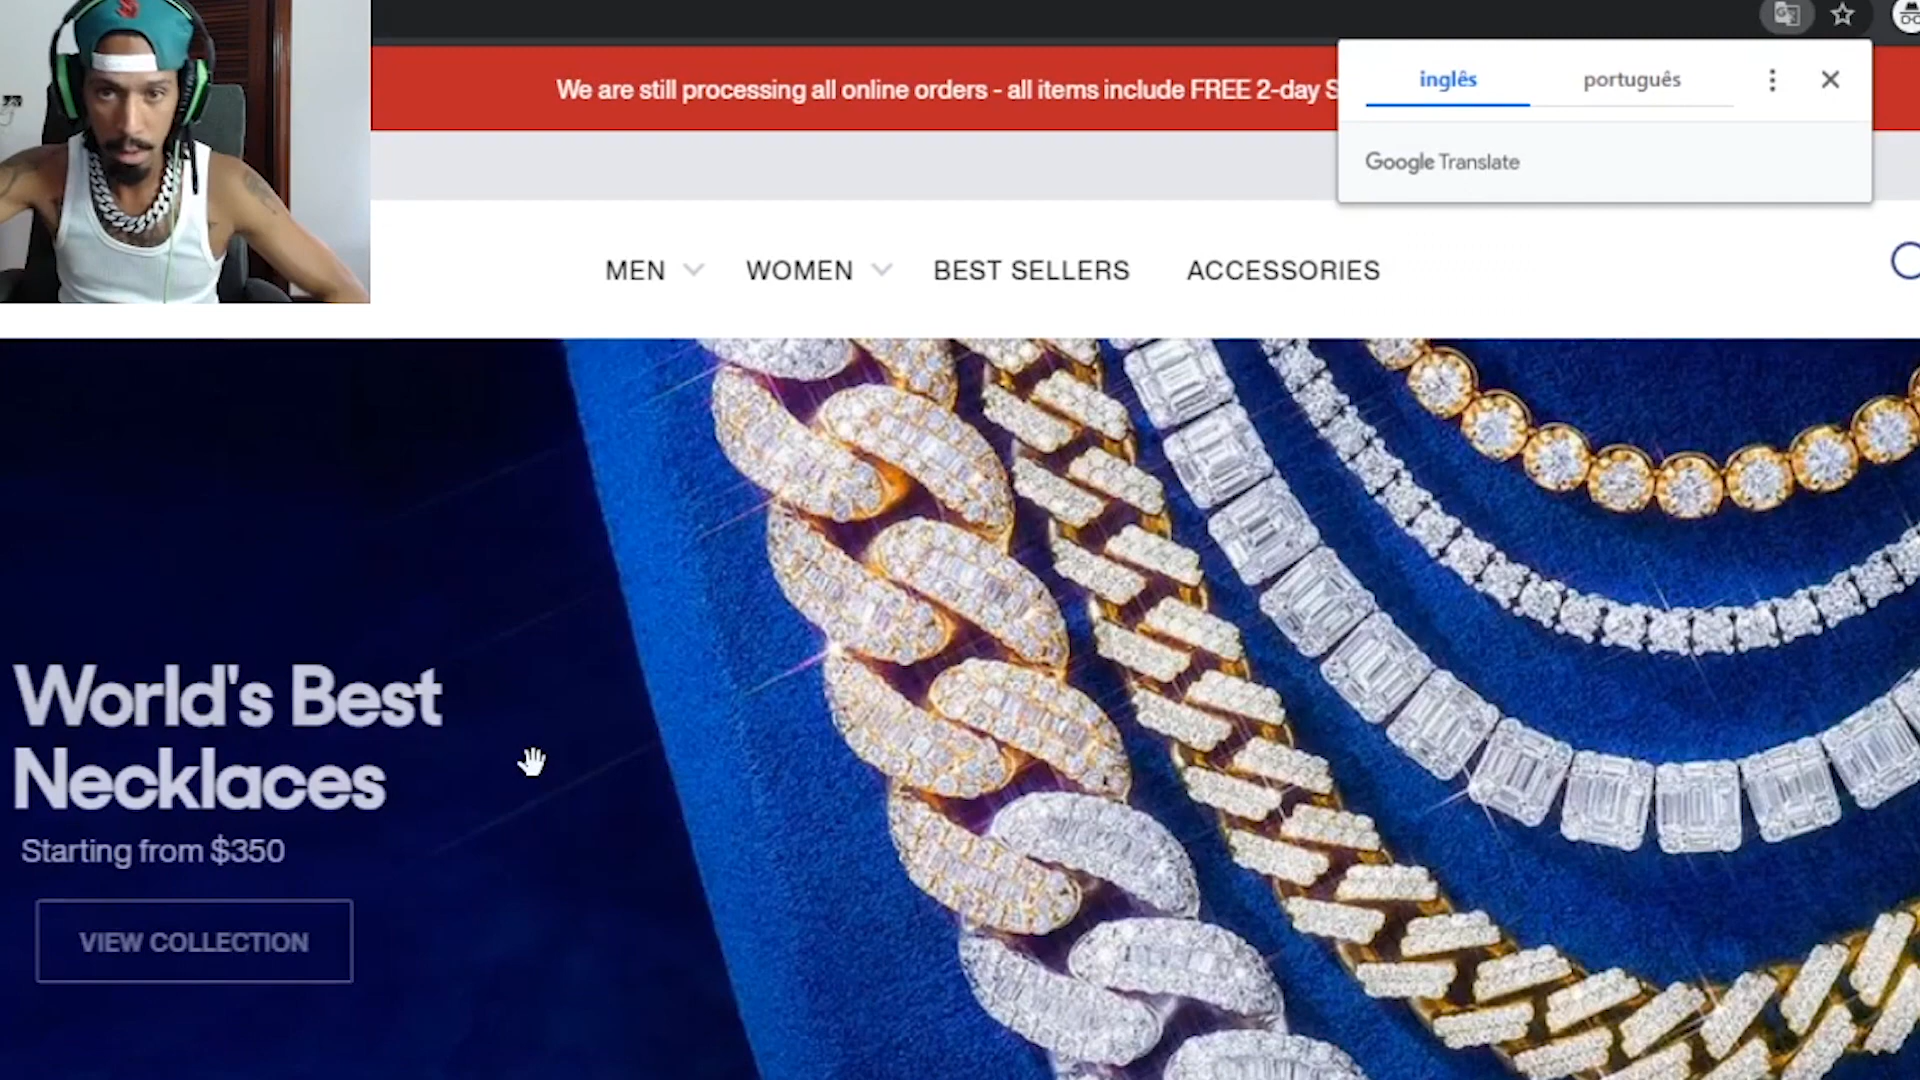 We are still processing all online orders - all items include FREE 2-day S
inglês português
Google Translate
MEN WOMEN BEST SELLERS ACCESSORIES
World's Best
Necklaces
Starting from $350
VIEW COLLECTION